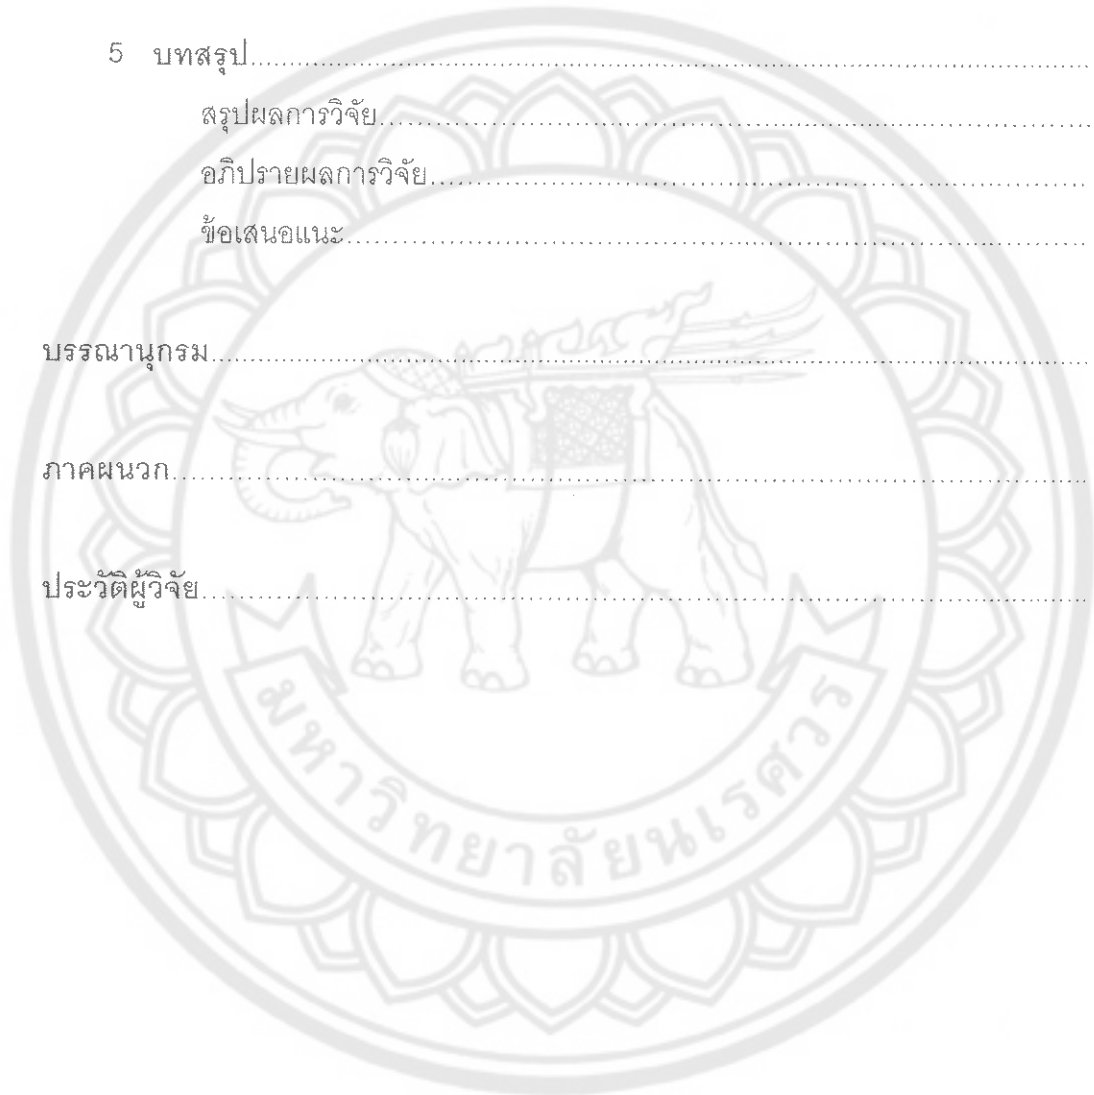 5 บทสรุป
สรุปผลการวิจัย
อภิปรายผลการวิจัย
ข้อเสนอแนะ
บรรณานุกรม
ภาคผนวก
ประวัติผู้วิจัย
มหาวิทยาลัยนเรศวร